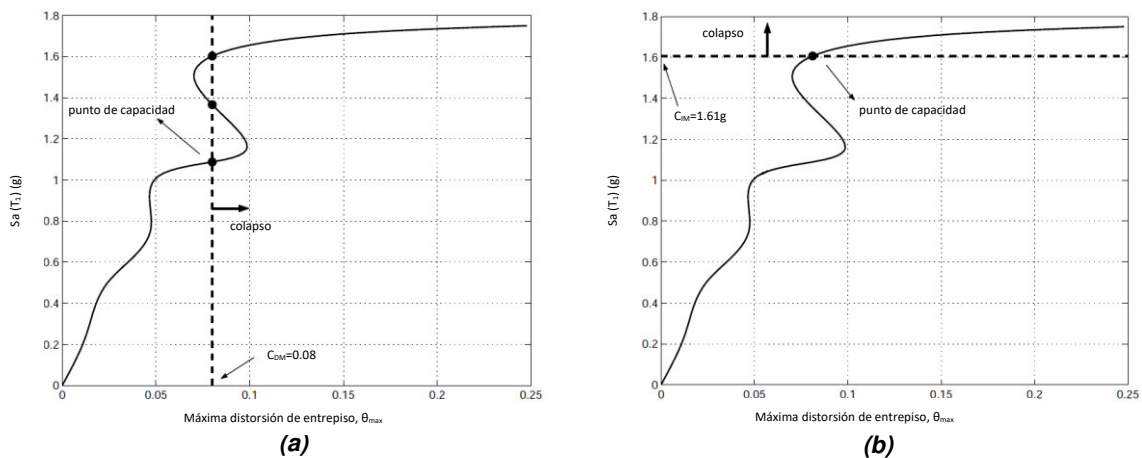 1.8
1.6
1.4
1.2
1
0.8
0.6
0.4
0.2
0
Sa (T₁) (g)
punto de capacidad
colapso
C_DM=0.08
0
0.05
0.1
0.15
0.2
0.25
Máxima distorsión de entrepiso, θmax
(a)
1.8
1.6
1.4
1.2
1
0.8
0.6
0.4
0.2
0
Sa (T₁) (g)
colapso
C_IM=1.61g
punto de capacidad
0
0.05
0.1
0.15
0.2
0.25
Máxima distorsión de entrepiso, θmax
(b)